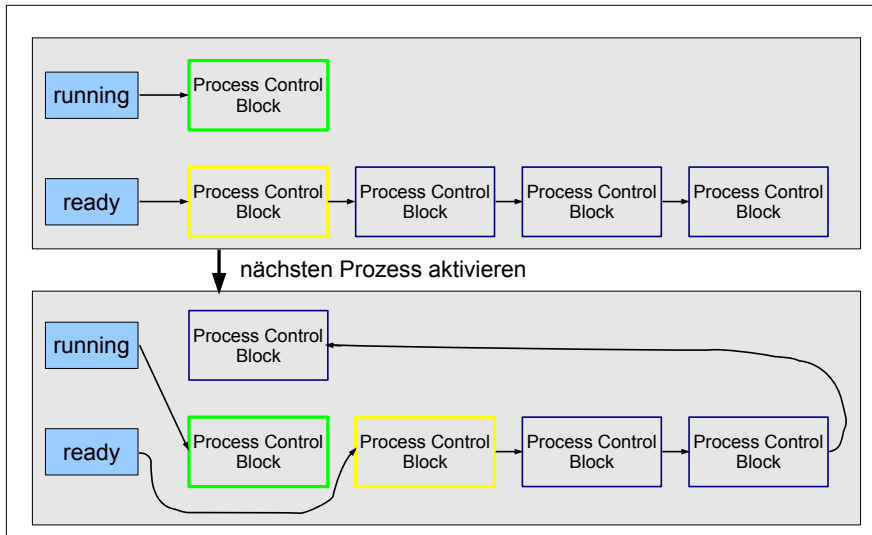 running
Process Control
Block
ready
Process Control
Block
Process Control
Block
Process Control
Block
Process Control
Block
nächsten Prozess aktivieren
running
Process Control
Block
ready
Process Control
Block
Process Control
Block
Process Control
Block
Process Control
Block